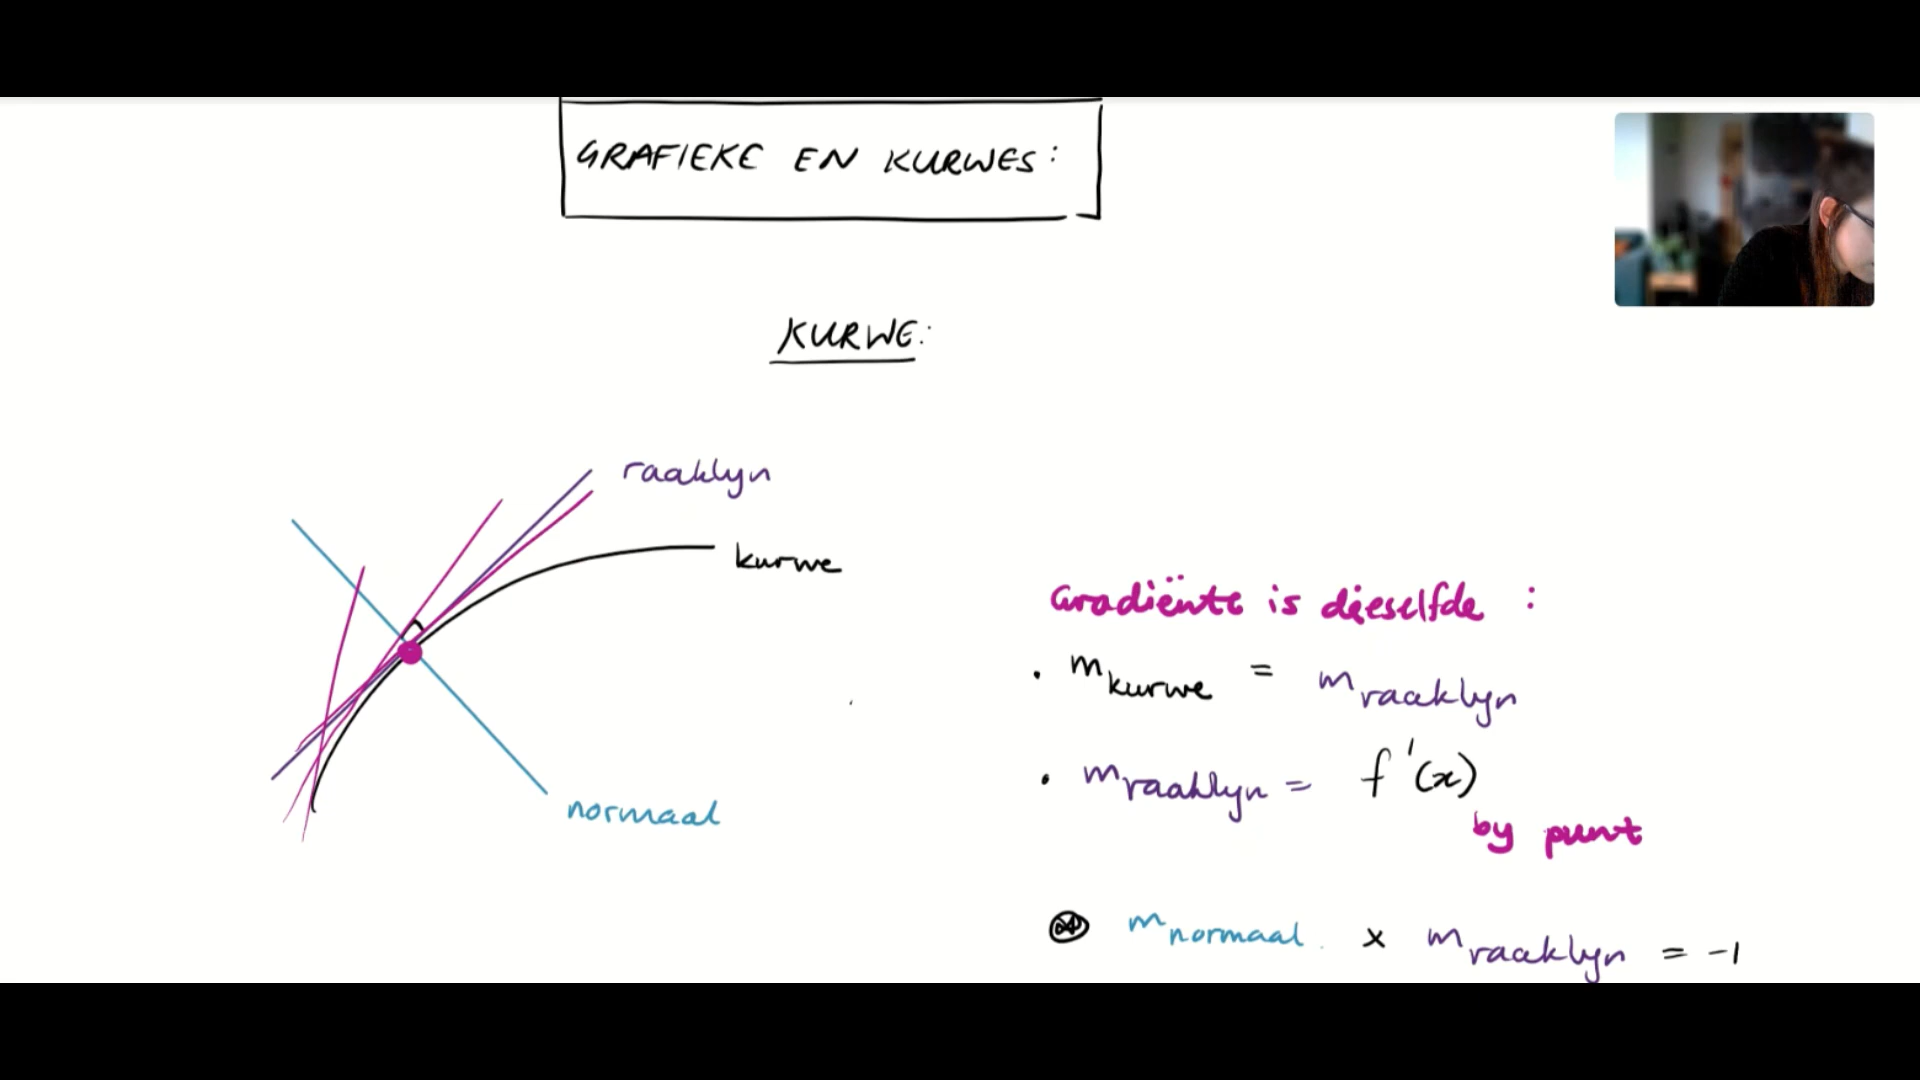 GRAFIEKE EN KURWES:
KURWE:
raaklyn
kurwe
normaal
Gradiënte is dieselfde :
• m kurwe = m raaklyn
• m raaklyn = f'(x)
by punt
m normaal × m raaklyn = -1